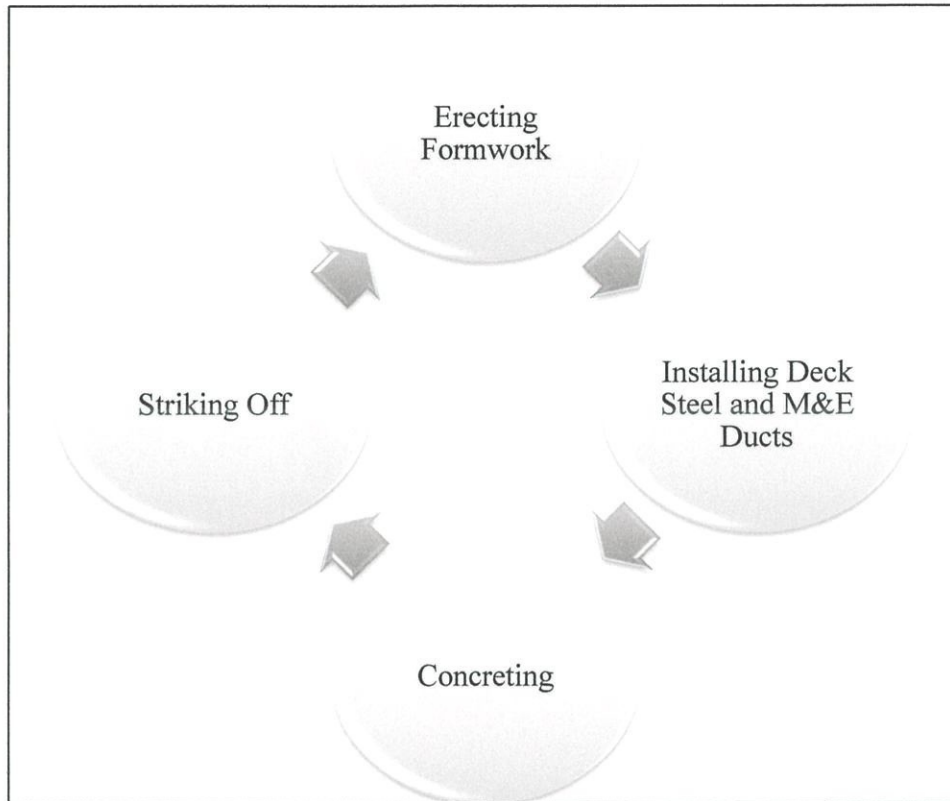 Erecting
Formwork
Installing Deck
Steel and M&E
Ducts
Concreting
Striking Off